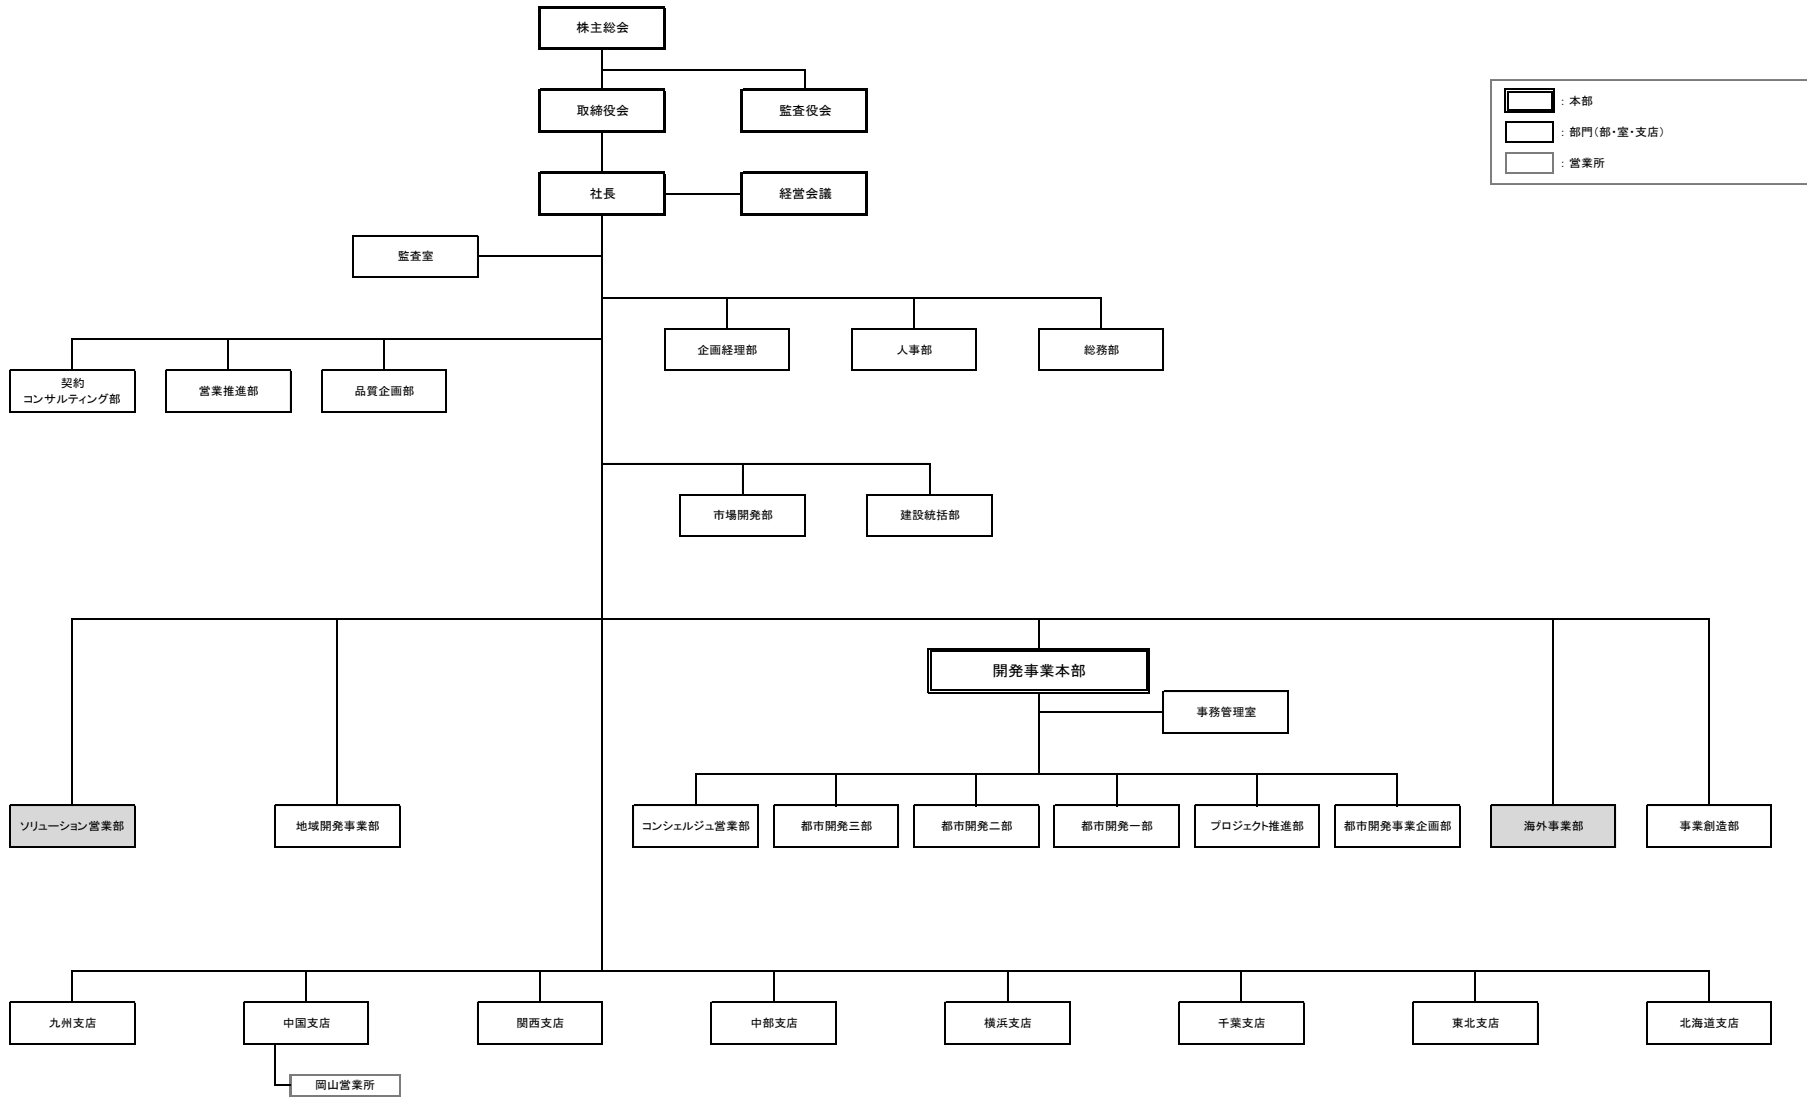 株主総会
取締役会
監査役会
：本部
：部門（部・室・支店）
：営業所
社長
経営会議
監査室
企画経理部
人事部
総務部
契約
コンサルティング部
営業推進部
品質企画部
市場開発部
建設統括部
開発事業本部
事務管理室
ソリューション営業部
地域開発事業部
コンシェルジュ営業部
都市開発三部
都市開発二部
都市開発一部
プロジェクト推進部
都市開発事業企画部
海外事業部
事業創造部
九州支店
中国支店
関西支店
中部支店
横浜支店
千葉支店
東北支店
北海道支店
岡山営業所